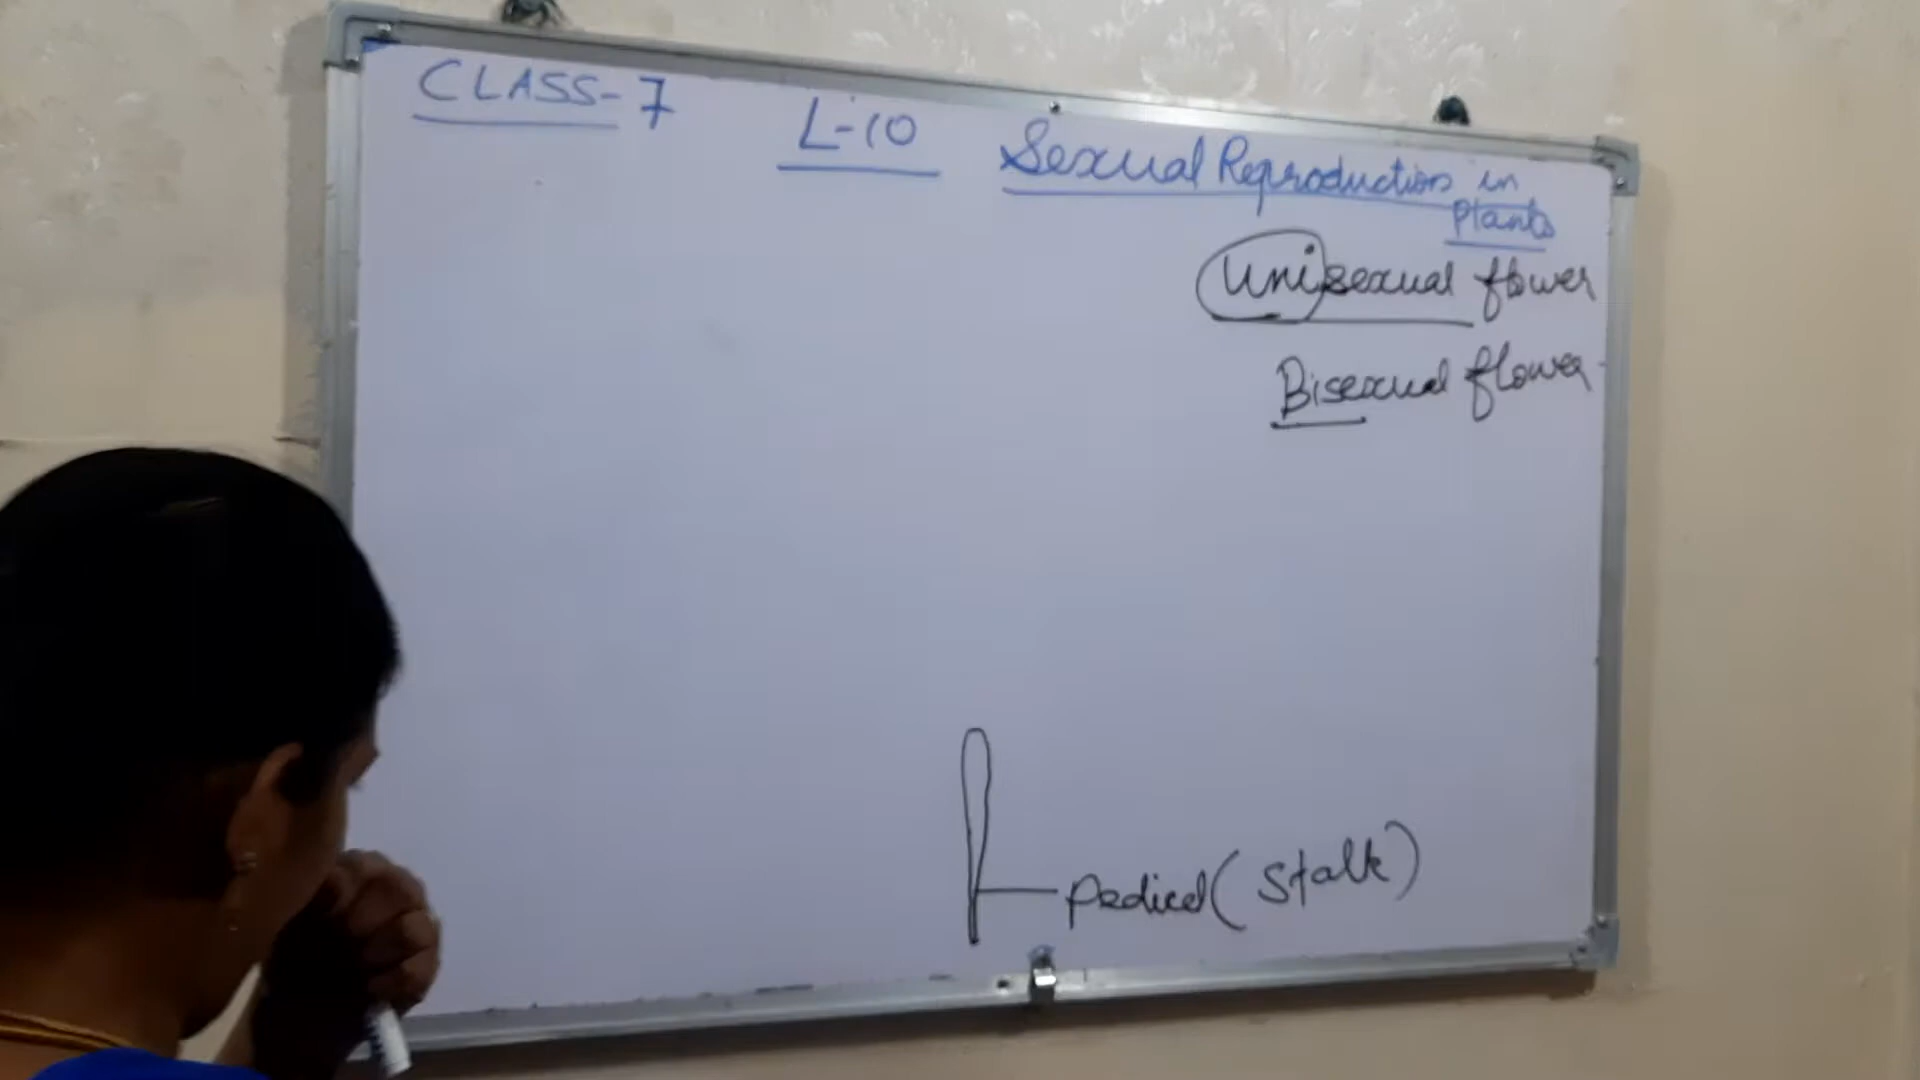 CLASS-7
L-10
Sexual Reproduction in
Plants
Unisexual flower
Bisexual flower
Pedicel (Stalk)